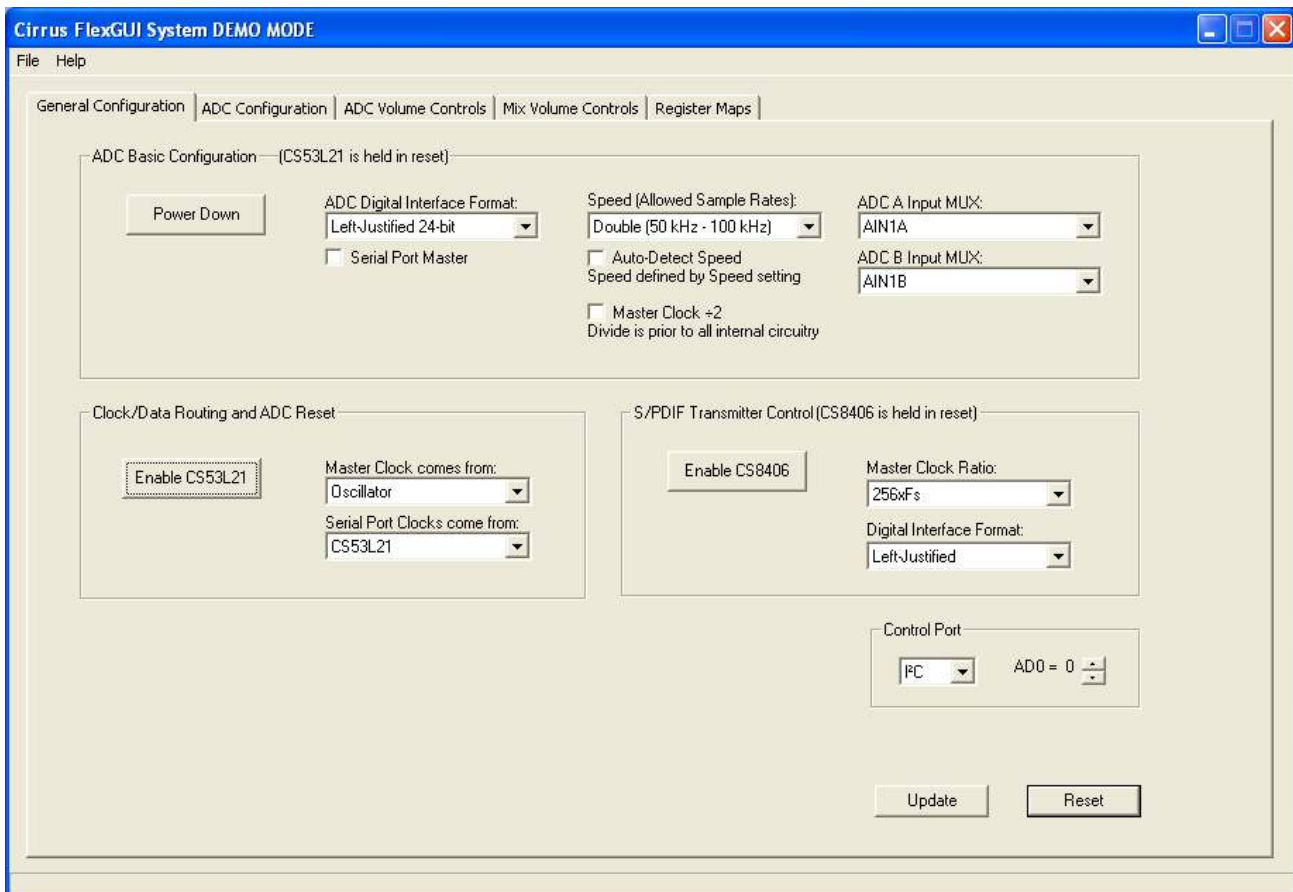 Cirrus FlexGUI System DEMO MODE
File Help
General Configuration ADC Configuration ADC Volume Controls Mix Volume Controls Register Maps
ADC Basic Configuration (CS53L21 is held in reset)
Power Down
ADC Digital Interface Format:
Left-Justified 24-bit
Serial Port Master
Speed (Allowed Sample Rates):
Double (50 kHz - 100 kHz)
Auto-Detect Speed
Speed defined by Speed setting
Master Clock ÷2
Divide is prior to all internal circuitry
ADC A Input MUX:
AIN1A
ADC B Input MUX:
AIN1B
Clock/Data Routing and ADC Reset
Enable CS53L21
Master Clock comes from:
Oscillator
Serial Port Clocks come from:
CS53L21
S/PDIF Transmitter Control (CS8406 is held in reset)
Enable CS8406
Master Clock Ratio:
256xFs
Digital Interface Format:
Left-Justified
Control Port
I²C
AD0 = 0
Update
Reset